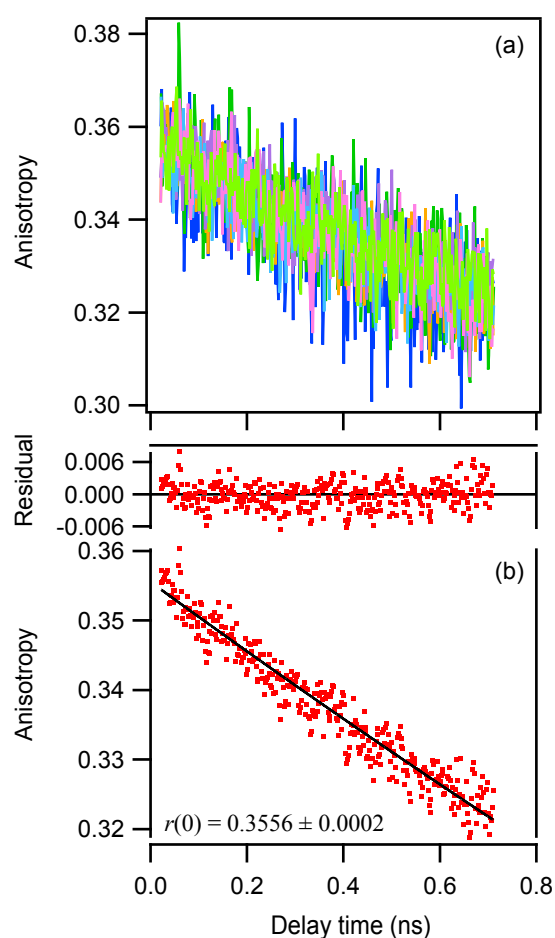 (a)
Anisotropy
0.38
0.36
0.34
0.32
0.30
Residual
0.006
0.000
-0.006
(b)
Anisotropy
0.36
0.35
0.34
0.33
0.32
r(0) = 0.3556 ± 0.0002
0.0 0.2 0.4 0.6 0.8
Delay time (ns)